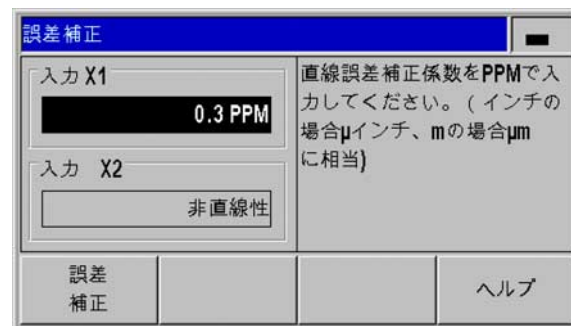 誤差補正
入力 X1
0.3 PPM
入力 X2
非直線性
直線誤差補正係数をPPMで入
力してください。(インチの
場合μインチ、mの場合μm
に相当)
誤差
補正
ヘルプ